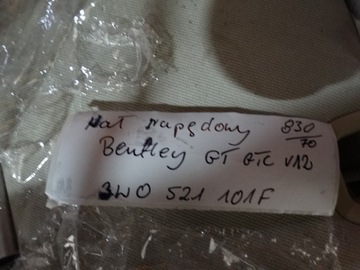 Wał napędowy 830/70
Bentley GT GTC V12
3W0 521 101F